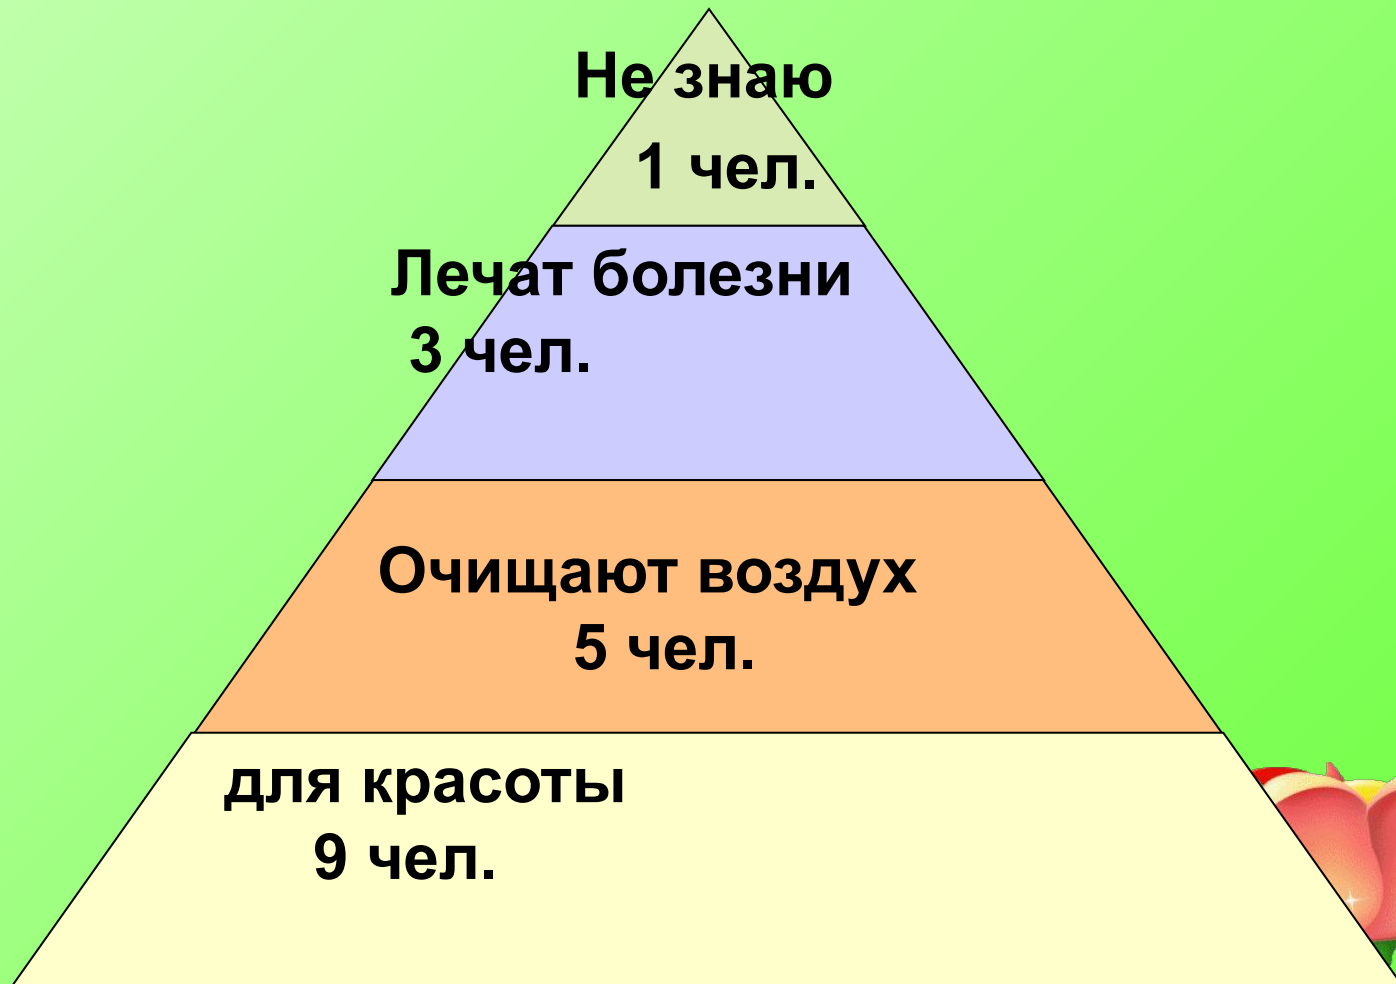 Не знаю
1 чел.
Лечат болезни
3 чел.
Очищают воздух
5 чел.
для красоты
9 чел.